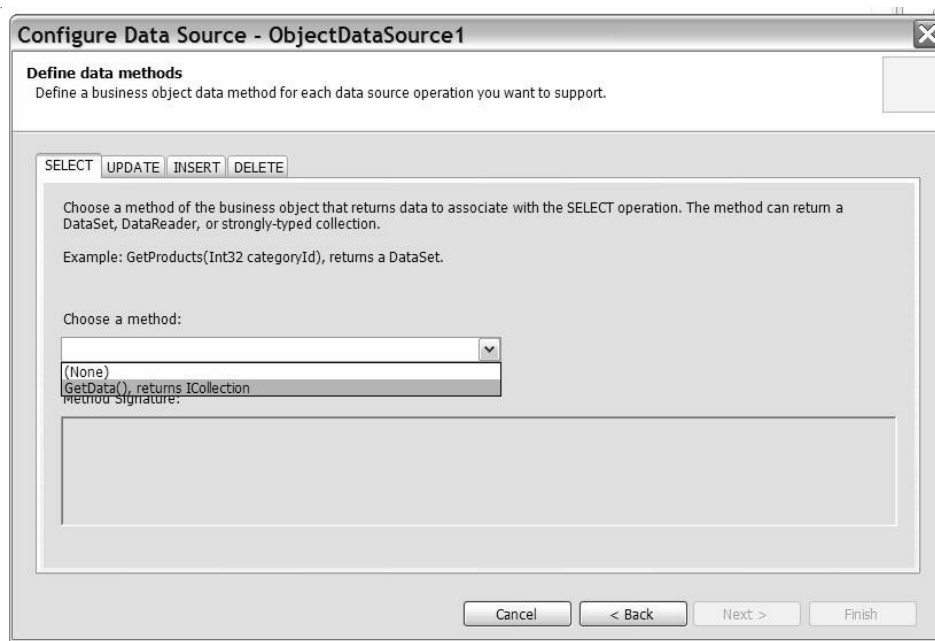 Configure Data Source - ObjectDataSource1
Define data methods
Define a business object data method for each data source operation you want to support.
SELECT UPDATE INSERT DELETE
Choose a method of the business object that returns data to associate with the SELECT operation. The method can return a
DataSet, DataReader, or strongly-typed collection.
Example: GetProducts(Int32 categoryId), returns a DataSet.
Choose a method:
(None)
GetData(), returns ICollection
Method Signature:
Cancel < Back Next > Finish